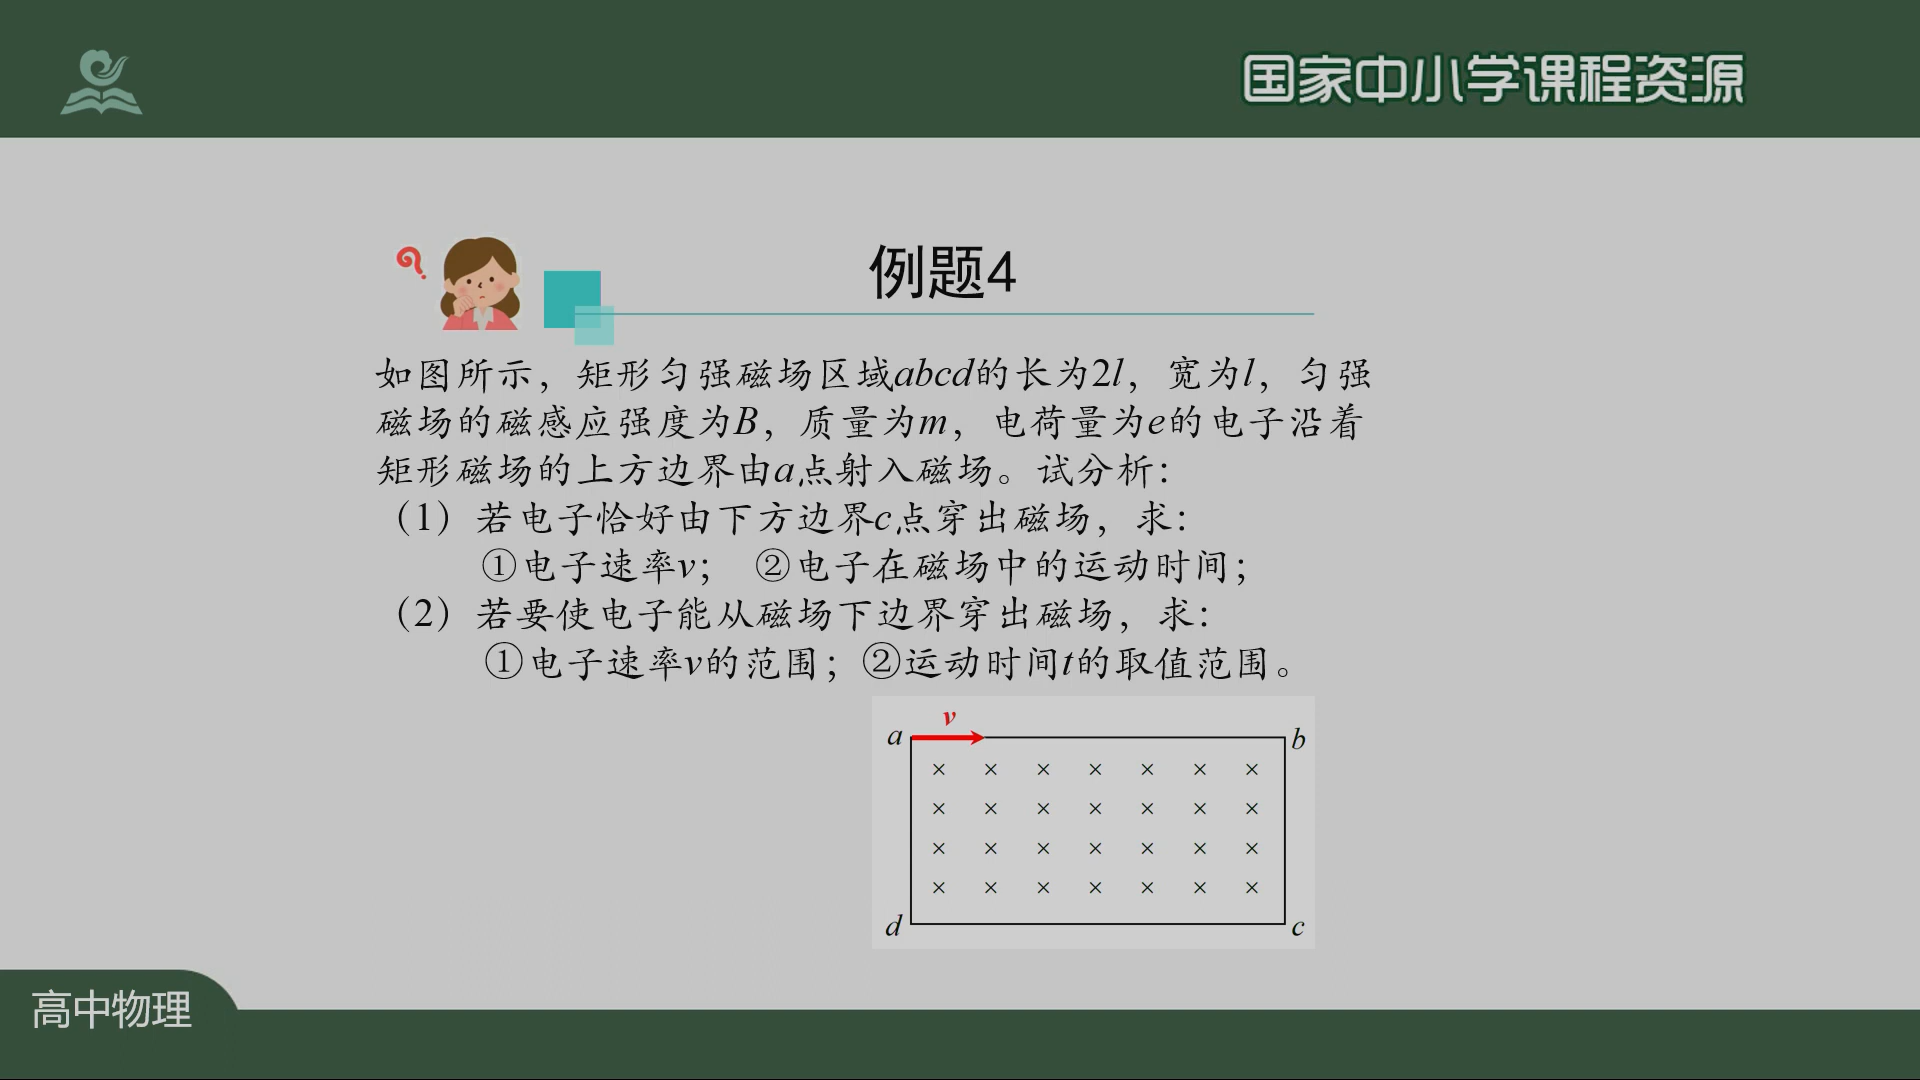 国家中小学课程资源
例题4
如图所示，矩形匀强磁场区域abcd的长为2l，宽为l，匀强
磁场的磁感应强度为B，质量为m，电荷量为e的电子沿着
矩形磁场的上方边界由a点射入磁场。试分析：
（1）若电子恰好由下方边界c点穿出磁场，求：
①电子速率v； ②电子在磁场中的运动时间；
（2）若要使电子能从磁场下边界穿出磁场，求：
①电子速率v的范围；②运动时间t的取值范围。
v
a
b
× × × × × × ×
× × × × × × ×
× × × × × × ×
× × × × × × ×
d
c
高中物理